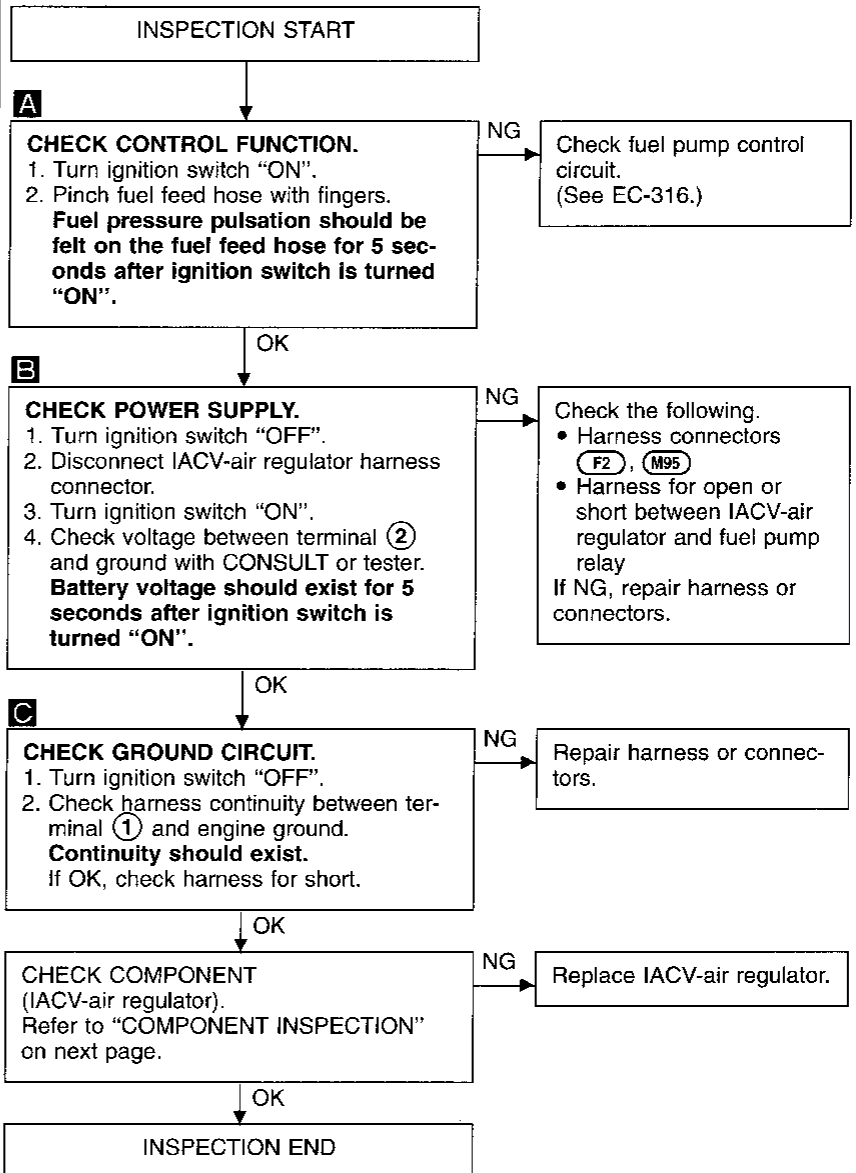 INSPECTION START
A
CHECK CONTROL FUNCTION.
1. Turn ignition switch “ON”.
2. Pinch fuel feed hose with fingers.
Fuel pressure pulsation should be
felt on the fuel feed hose for 5 sec-
onds after ignition switch is turned
“ON”.
NG
Check fuel pump control
circuit.
(See EC-316.)
OK
B
CHECK POWER SUPPLY.
1. Turn ignition switch “OFF”.
2. Disconnect IACV-air regulator harness
connector.
3. Turn ignition switch “ON”.
4. Check voltage between terminal ②
and ground with CONSULT or tester.
Battery voltage should exist for 5
seconds after ignition switch is
turned “ON”.
NG
Check the following.
• Harness connectors
F2, M95
• Harness for open or
short between IACV-air
regulator and fuel pump
relay
If NG, repair harness or
connectors.
OK
C
CHECK GROUND CIRCUIT.
1. Turn ignition switch “OFF”.
2. Check harness continuity between ter-
minal ① and engine ground.
Continuity should exist.
If OK, check harness for short.
NG
Repair harness or connec-
tors.
OK
CHECK COMPONENT
(IACV-air regulator).
Refer to “COMPONENT INSPECTION”
on next page.
NG
Replace IACV-air regulator.
OK
INSPECTION END